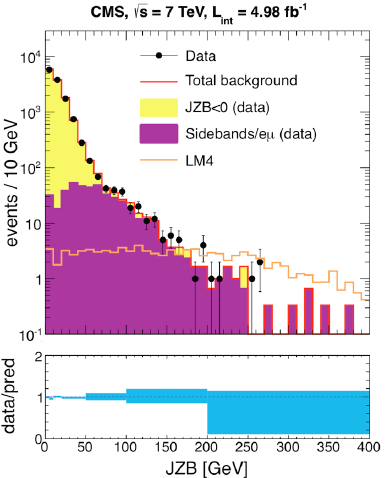 CMS, √s = 7 TeV, L_int = 4.98 fb⁻¹
events / 10 GeV
10⁴
10³
10²
10
1
10⁻¹
Data
Total background
JZB<0 (data)
Sidebands/eμ (data)
LM4
data/pred
2
1
0
0 50 100 150 200 250 300 350 400
JZB [GeV]